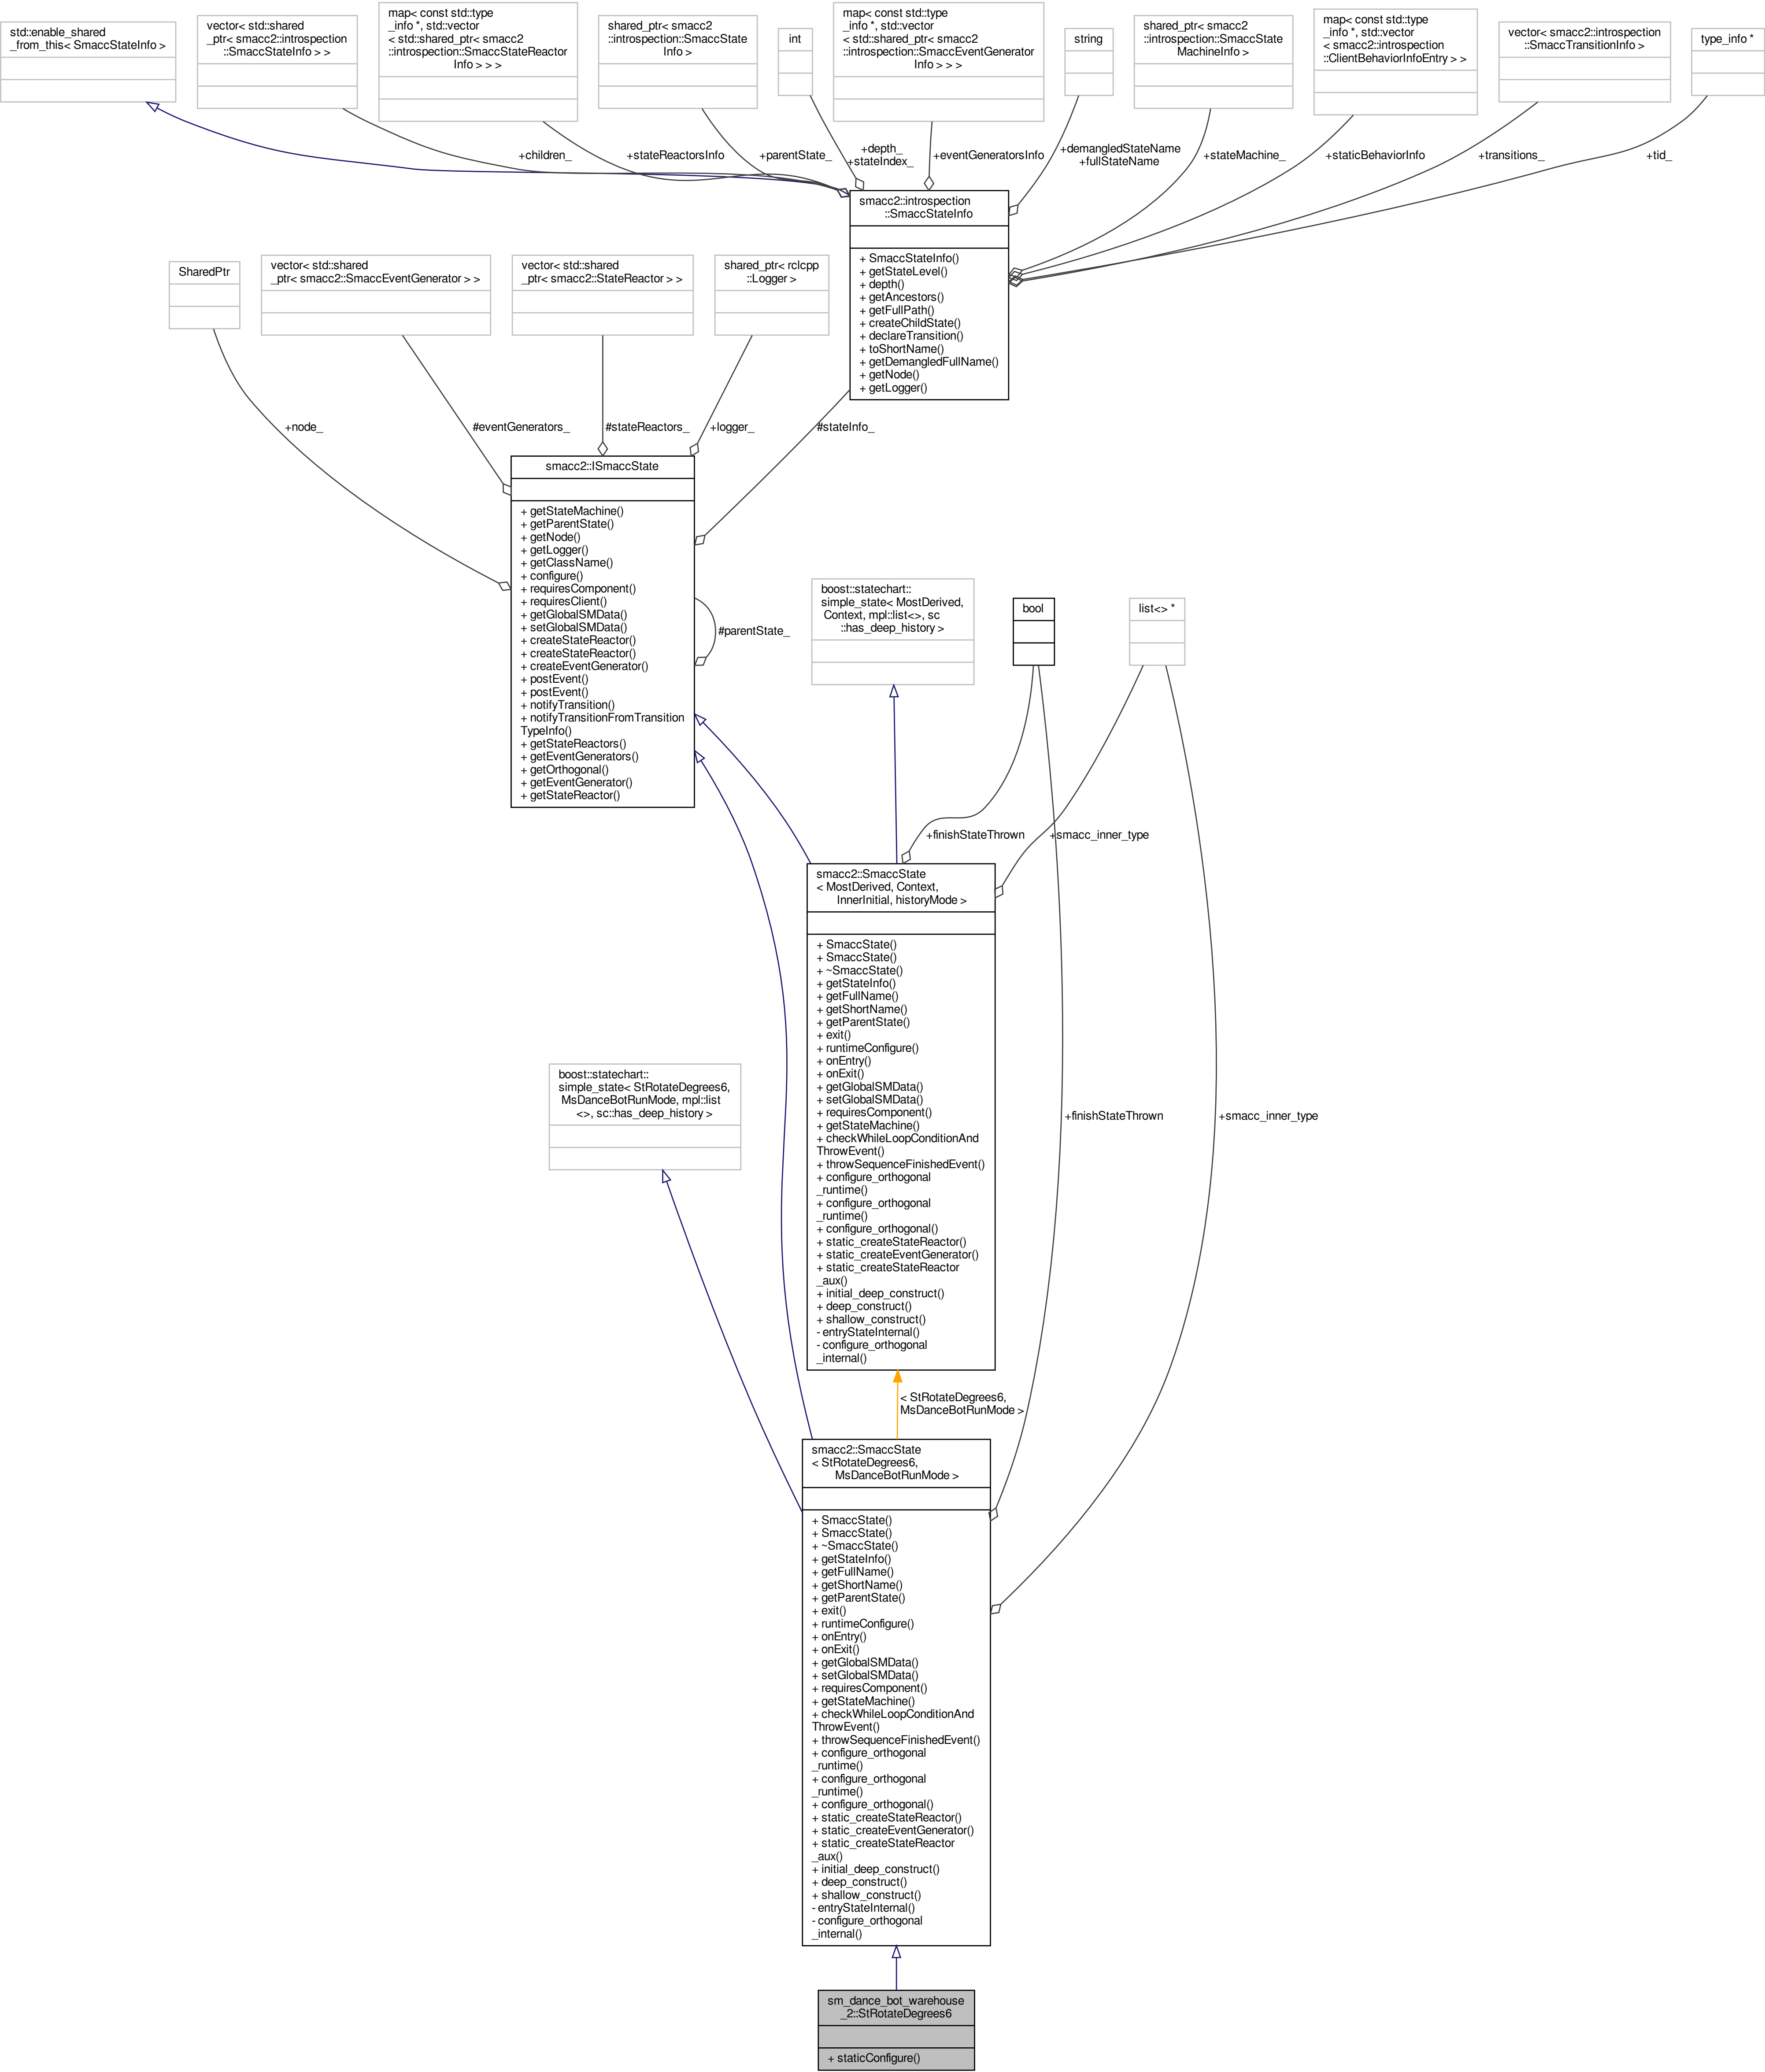 std::enable_shared
_from_this< SmaccStateInfo >
vector< std::shared
_ptr< smacc2::introspection
::SmaccStateInfo > >
map< const std::type
_info *, std::vector
< std::shared_ptr< smacc2
::introspection::SmaccStateReactor
Info > > >
shared_ptr< smacc2
::introspection::SmaccState
Info >
int
map< const std::type
_info *, std::vector
< std::shared_ptr< smacc2
::introspection::SmaccEventGenerator
Info > > >
string
shared_ptr< smacc2
::introspection::SmaccState
MachineInfo >
map< const std::type
_info *, std::vector
< smacc2::introspection
::ClientBehaviorInfoEntry > >
vector< smacc2::introspection
::SmaccTransitionInfo >
type_info *
+children_
+stateReactorsInfo
+parentState_
+depth_
+stateIndex_
+eventGeneratorsInfo
+demangledStateName
+fullStateName
+stateMachine_
+staticBehaviorInfo
+transitions_
+tid_
smacc2::introspection
::SmaccStateInfo
+ SmaccStateInfo()
+ getStateLevel()
+ depth()
+ getAncestors()
+ getFullPath()
+ createChildState()
+ declareTransition()
+ toShortName()
+ getDemangledFullName()
+ getNode()
+ getLogger()
SharedPtr
vector< std::shared
_ptr< smacc2::SmaccEventGenerator > >
vector< std::shared
_ptr< smacc2::StateReactor > >
shared_ptr< rclcpp
::Logger >
+node_
#eventGenerators_
#stateReactors_
+logger_
#stateInfo_
smacc2::ISmaccState
+ getStateMachine()
+ getParentState()
+ getNode()
+ getLogger()
+ getClassName()
+ configure()
+ requiresComponent()
+ requiresClient()
+ getGlobalSMData()
+ setGlobalSMData()
+ createStateReactor()
+ createStateReactor()
+ createEventGenerator()
+ postEvent()
+ postEvent()
+ notifyTransition()
+ notifyTransitionFromTransition
TypeInfo()
+ getStateReactors()
+ getEventGenerators()
+ getOrthogonal()
+ getEventGenerator()
+ getStateReactor()
#parentState_
boost::statechart::
simple_state< MostDerived,
Context, mpl::list<>, sc
::has_deep_history >
bool
list<> *
+finishStateThrown
+smacc_inner_type
smacc2::SmaccState
< MostDerived, Context,
InnerInitial, historyMode >
+ SmaccState()
+ SmaccState()
+ ~SmaccState()
+ getStateInfo()
+ getFullName()
+ getShortName()
+ getParentState()
+ exit()
+ runtimeConfigure()
+ onEntry()
+ onExit()
+ getGlobalSMData()
+ setGlobalSMData()
+ requiresComponent()
+ getStateMachine()
+ checkWhileLoopConditionAnd
ThrowEvent()
+ throwSequenceFinishedEvent()
+ configure_orthogonal
_runtime()
+ configure_orthogonal
_runtime()
+ configure_orthogonal()
+ static_createStateReactor()
+ static_createEventGenerator()
+ static_createStateReactor
_aux()
+ initial_deep_construct()
+ deep_construct()
+ shallow_construct()
- entryStateInternal()
- configure_orthogonal
_internal()
boost::statechart::
simple_state< StRotateDegrees6,
MsDanceBotRunMode, mpl::list
<>, sc::has_deep_history >
+finishStateThrown
+smacc_inner_type
< StRotateDegrees6,
MsDanceBotRunMode >
smacc2::SmaccState
< StRotateDegrees6,
MsDanceBotRunMode >
+ SmaccState()
+ SmaccState()
+ ~SmaccState()
+ getStateInfo()
+ getFullName()
+ getShortName()
+ getParentState()
+ exit()
+ runtimeConfigure()
+ onEntry()
+ onExit()
+ getGlobalSMData()
+ setGlobalSMData()
+ requiresComponent()
+ getStateMachine()
+ checkWhileLoopConditionAnd
ThrowEvent()
+ throwSequenceFinishedEvent()
+ configure_orthogonal
_runtime()
+ configure_orthogonal
_runtime()
+ configure_orthogonal()
+ static_createStateReactor()
+ static_createEventGenerator()
+ static_createStateReactor
_aux()
+ initial_deep_construct()
+ deep_construct()
+ shallow_construct()
- entryStateInternal()
- configure_orthogonal
_internal()
sm_dance_bot_warehouse
_2::StRotateDegrees6
+ staticConfigure()